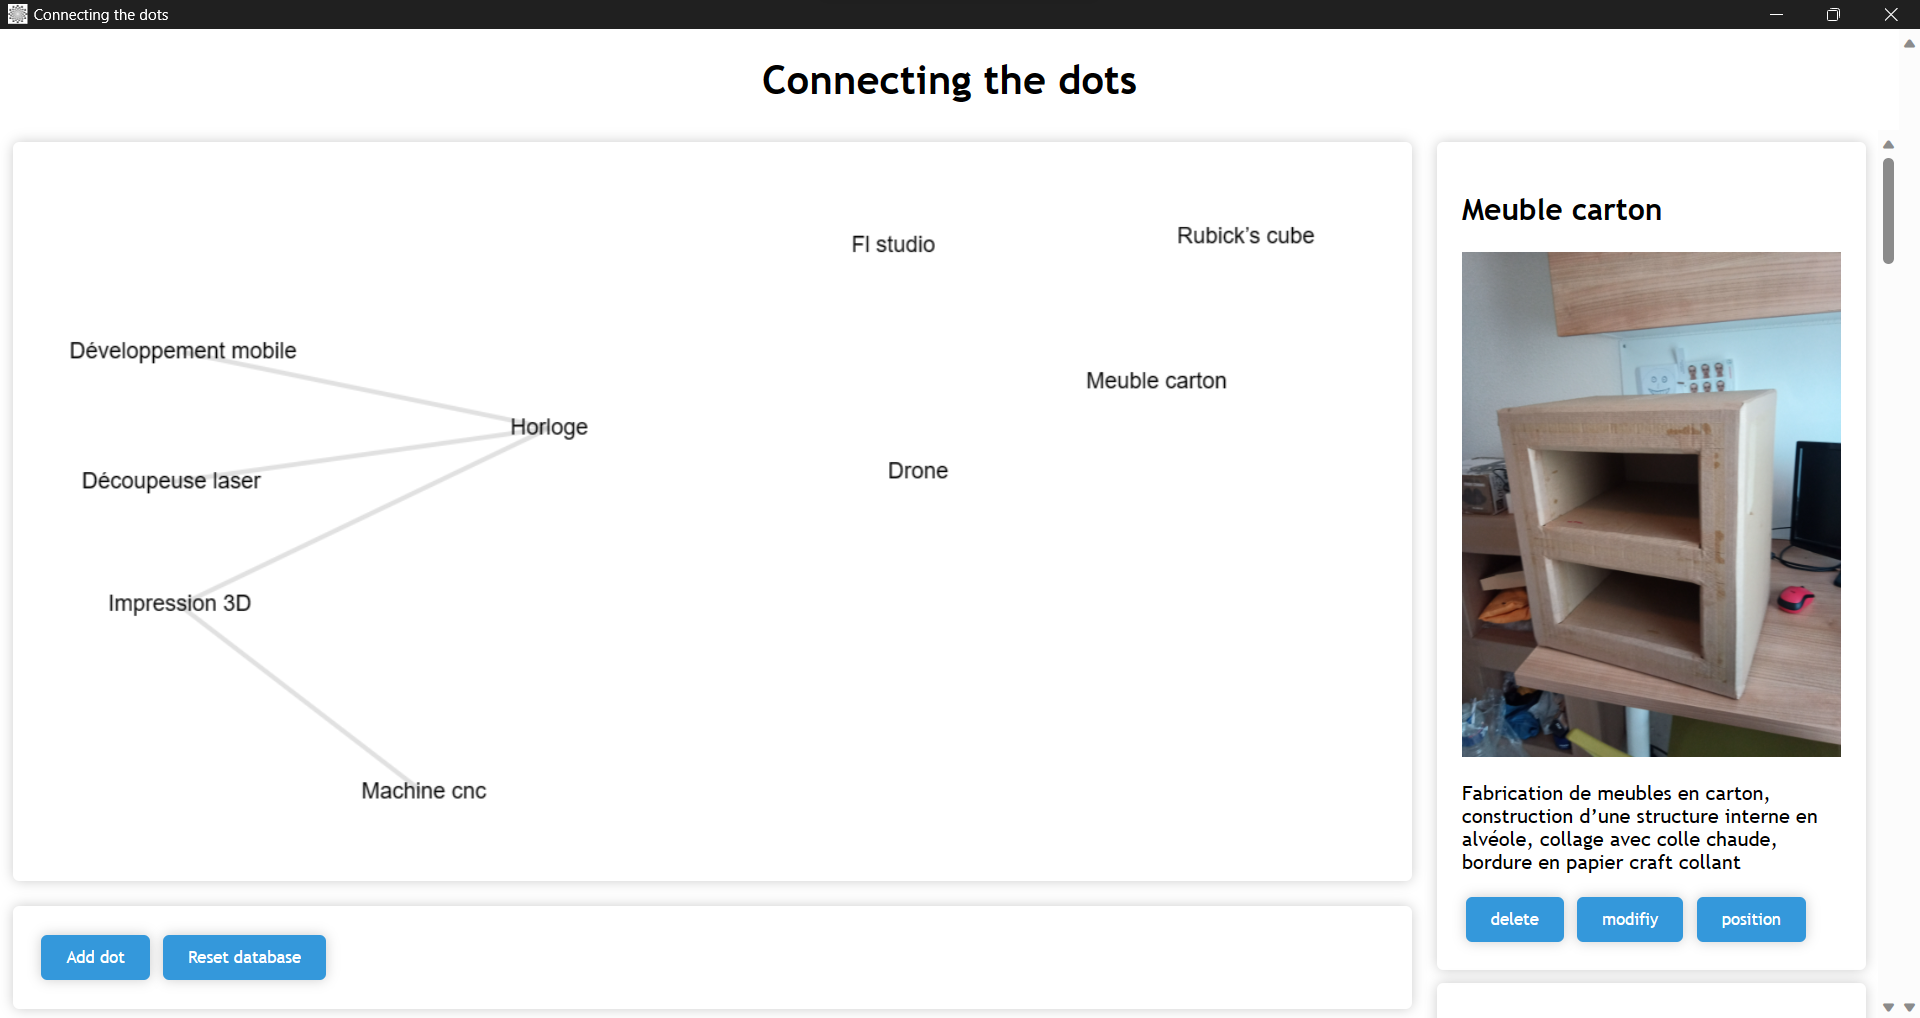 Connecting the dots
Connecting the dots
Fl studio
Rubick's cube
Développement mobile
Meuble carton
Horloge
Drone
Découpeuse laser
Impression 3D
Machine cnc
Add dot
Reset database
Meuble carton
Fabrication de meubles en carton,
construction d'une structure interne en
alvéole, collage avec colle chaude,
bordure en papier craft collant
delete
modifiy
position